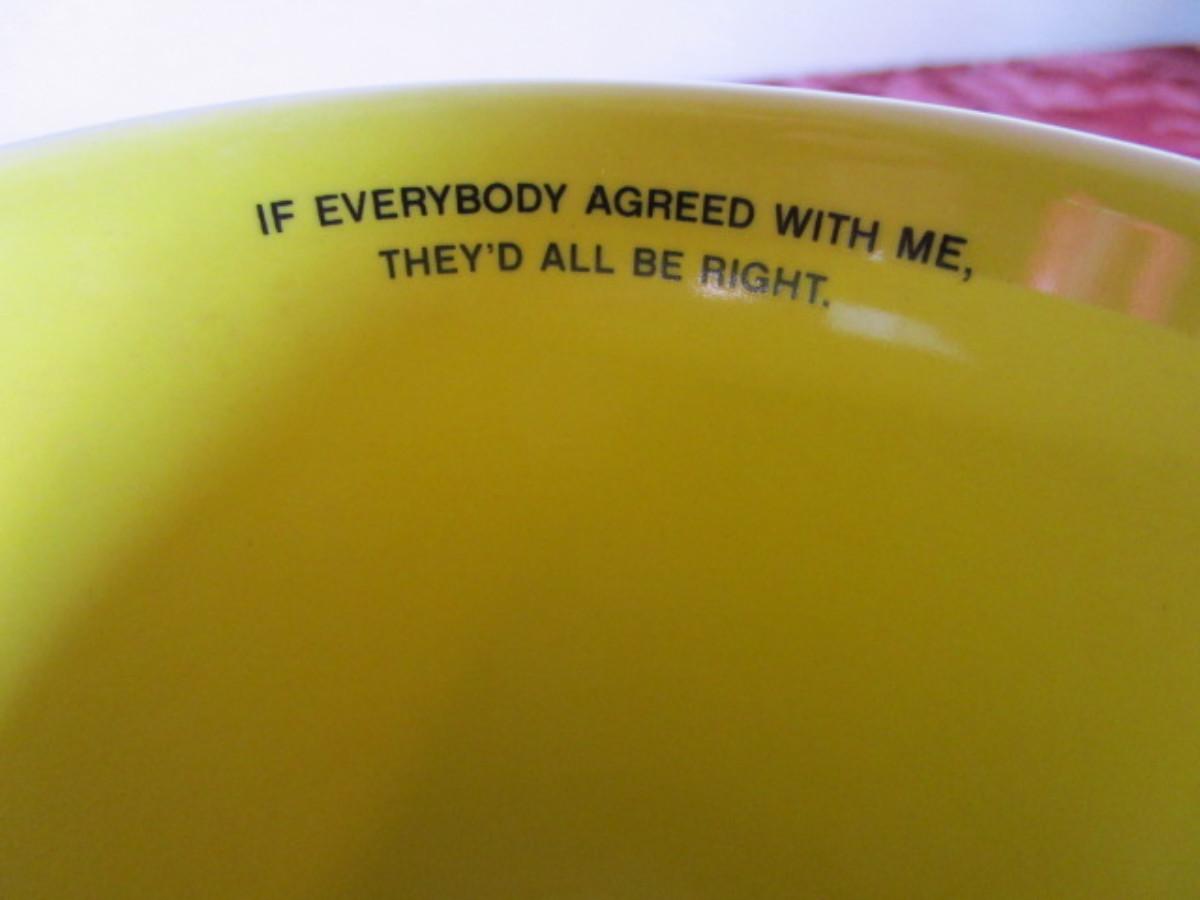 IF EVERYBODY AGREED WITH ME,
THEY'D ALL BE RIGHT.